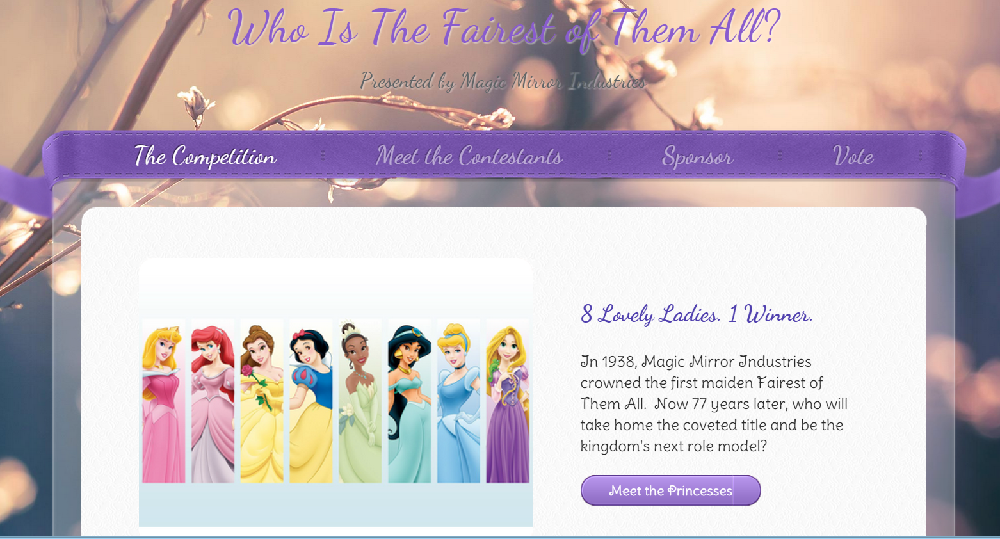 Who Is The Fairest of Them All?
Presented by Magic Mirror Industries
The Competition
Meet the Contestants
Sponsor
Vote
8 Lovely Ladies. 1 Winner.
In 1938, Magic Mirror Industries
crowned the first maiden Fairest of
Them All. Now 77 years later, who will
take home the coveted title and be the
kingdom's next role model?
Meet the Princesses